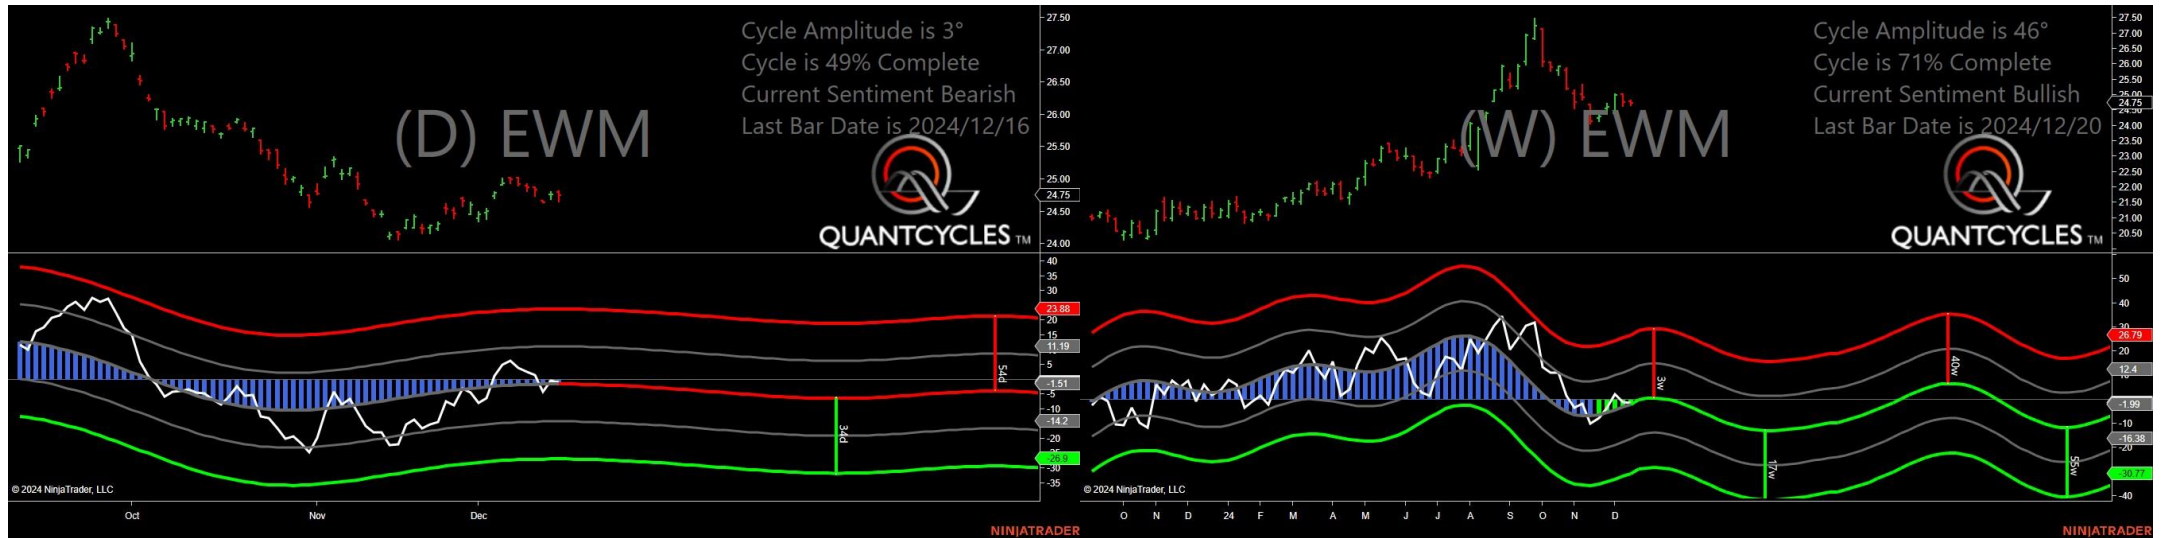 Cycle Amplitude is 3°
Cycle is 49% Complete
Current Sentiment Bearish
Last Bar Date is 2024/12/16
(D) EWM
QUANTCYCLES TM
27.50
27.00
26.50
26.00
25.50
25.00
24.75
24.50
24.00
40
35
30
23.88
20
15
11.19
5
-1.51
-5
-10
-14.2
-20
-26.9
-30
-35
54d
34d
© 2024 NinjaTrader, LLC
Oct Nov Dec
NINJATRADER
Cycle Amplitude is 46°
Cycle is 71% Complete
Current Sentiment Bullish
Last Bar Date is 2024/12/20
(W) EWM
QUANTCYCLES TM
27.50
27.00
26.50
26.00
25.50
25.00
24.75
24.50
24.00
23.50
23.00
22.50
22.00
21.50
21.00
20.50
50
40
30
26.79
20
12.4
10
-1.99
-10
-16.38
-20
-30.77
-40
3w
40w
17w
55w
© 2024 NinjaTrader, LLC
O N D 24 F M A M J J A S O N D
NINJATRADER